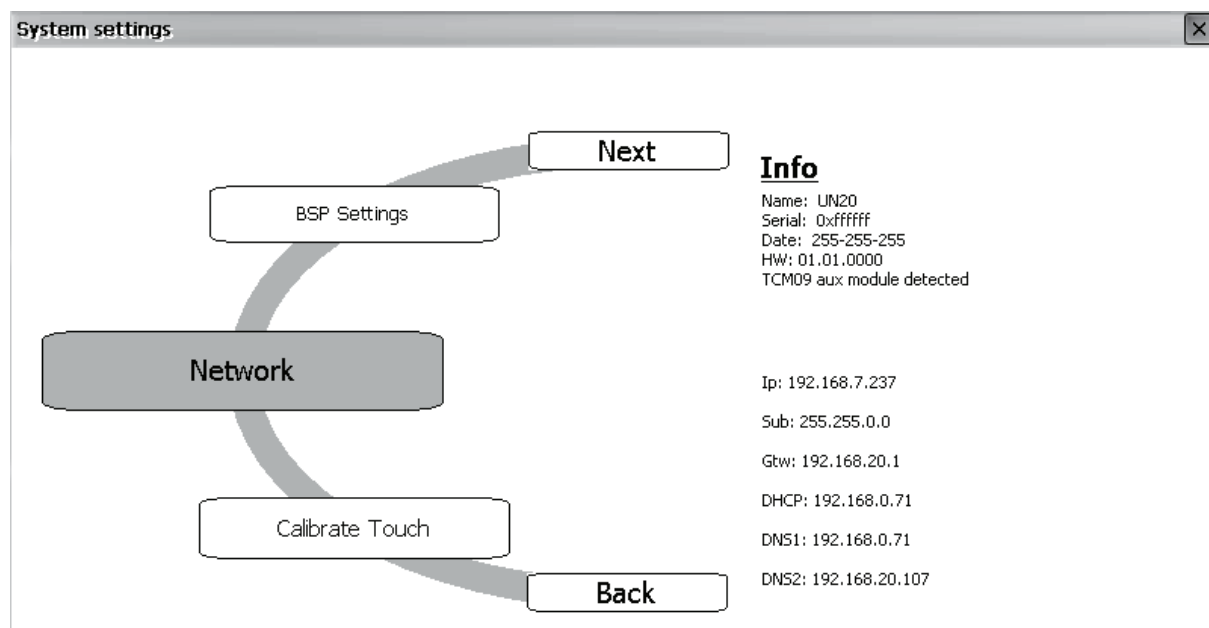 System settings
Next
BSP Settings
Network
Calibrate Touch
Back
Info
Name: UN20
Serial: 0xffffff
Date: 255-255-255
HW: 01.01.0000
TCM09 aux module detected
Ip: 192.168.7.237
Sub: 255.255.0.0
Gtw: 192.168.20.1
DHCP: 192.168.0.71
DNS1: 192.168.0.71
DNS2: 192.168.20.107